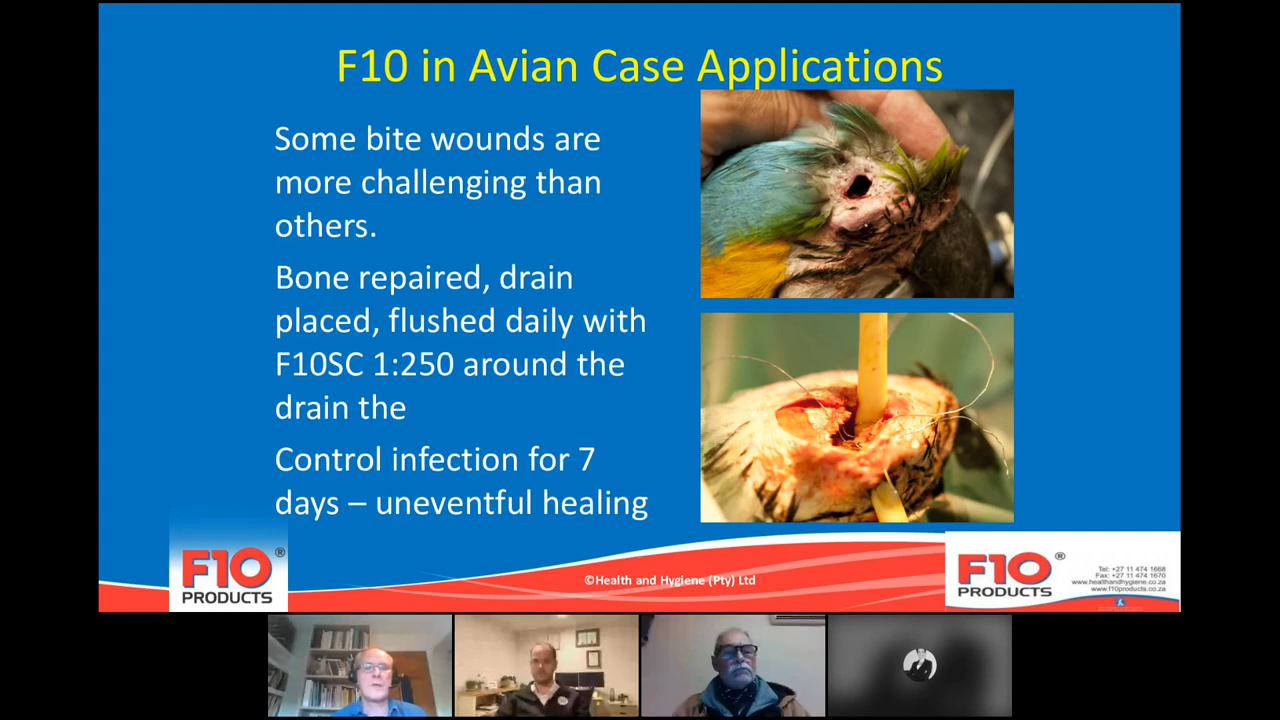 F10 in Avian Case Applications
Some bite wounds are
more challenging than
others.
Bone repaired, drain
placed, flushed daily with
F10SC 1:250 around the
drain the
Control infection for 7
days – uneventful healing
F10®
PRODUCTS
©Health and Hygiene (Pty) Ltd
F10®
PRODUCTS
Tel: +27 11 474 1668
Fax: +27 11 474 1670
www.healthandhygiene.co.za
www.f10products.co.za